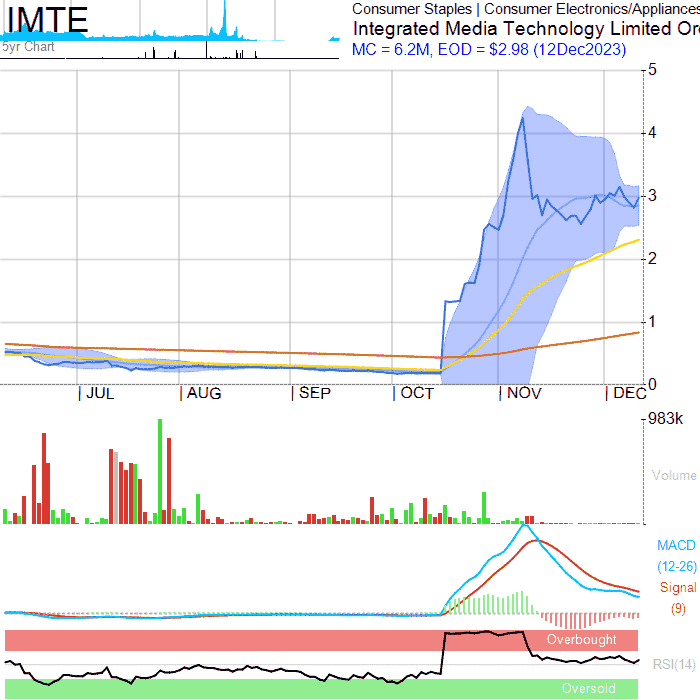 IMTE
5yr Chart
Consumer Staples | Consumer Electronics/Appliances
Integrated Media Technology Limited Or
MC = 6.2M, EOD = $2.98 (12Dec2023)
5
4
3
2
1
0
JUL
AUG
SEP
OCT
NOV
DEC
983k
Volume
MACD
(12-26)
Signal
(9)
Overbought
RSI(14)
Oversold